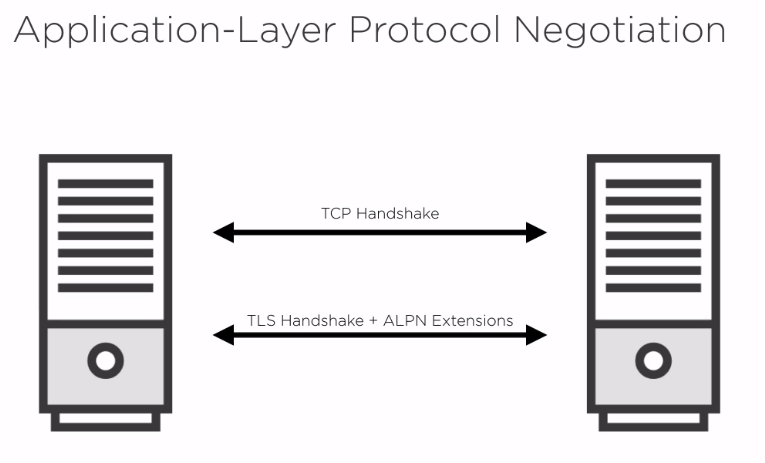 Application-Layer Protocol Negotiation
TCP Handshake
TLS Handshake + ALPN Extensions